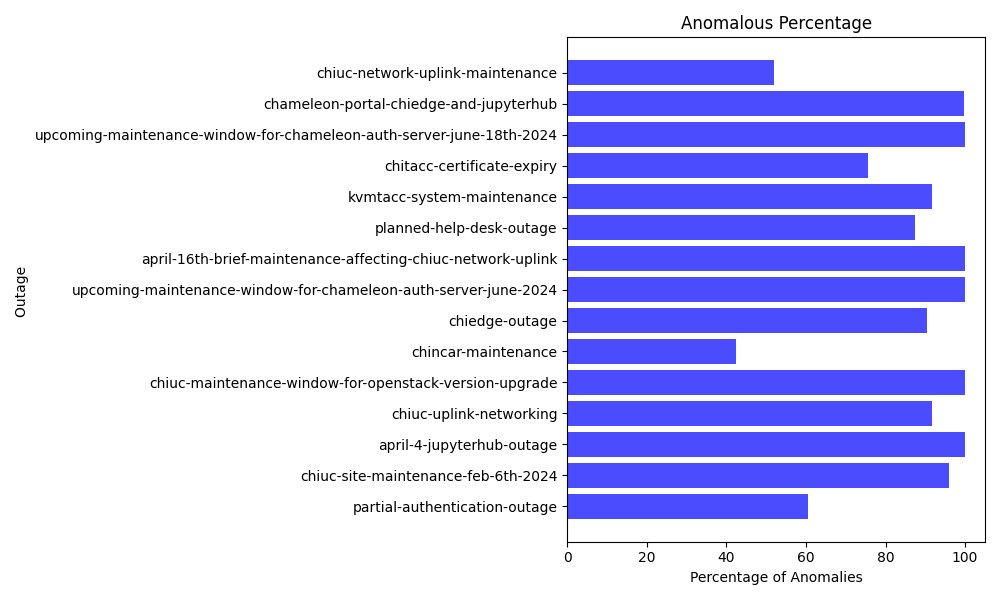 Anomalous Percentage
chiuc-network-uplink-maintenance
chameleon-portal-chiedge-and-jupyterhub
upcoming-maintenance-window-for-chameleon-auth-server-june-18th-2024
chitacc-certificate-expiry
kvmtacc-system-maintenance
planned-help-desk-outage
april-16th-brief-maintenance-affecting-chiuc-network-uplink
upcoming-maintenance-window-for-chameleon-auth-server-june-2024
chiedge-outage
chincar-maintenance
chiuc-maintenance-window-for-openstack-version-upgrade
chiuc-uplink-networking
april-4-jupyterhub-outage
chiuc-site-maintenance-feb-6th-2024
partial-authentication-outage
Outage
0 20 40 60 80 100
Percentage of Anomalies